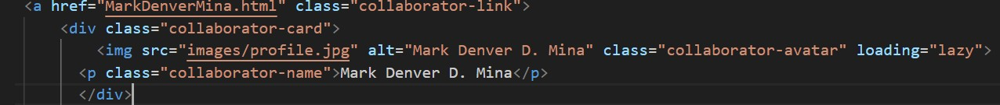 <a href="MarkDenverMina.html" class="collaborator-link">
<div class="collaborator-card">
<img src="images/profile.jpg" alt="Mark Denver D. Mina" class="collaborator-avatar" loading="lazy">
<p class="collaborator-name">Mark Denver D. Mina</p>
</div>